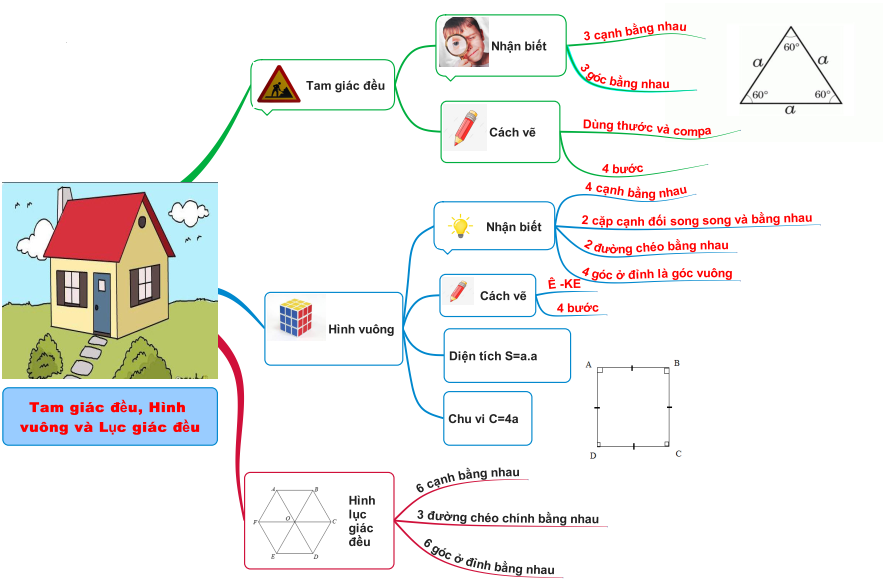 Tam giác đều, Hình
vuông và Lục giác đều
Tam giác đều
Nhận biết
3 cạnh bằng nhau
3 góc bằng nhau
Cách vẽ
Dùng thước và compa
4 bước
60°
a
a
60°
60°
a
Hình vuông
Nhận biết
4 cạnh bằng nhau
2 cặp cạnh đối song song và bằng nhau
2 đường chéo bằng nhau
4 góc ở đỉnh là góc vuông
Cách vẽ
Ê -KE
4 bước
Diện tích S=a.a
Chu vi C=4a
A
B
D
C
Hình
lục
giác
đều
A
B
F
O
C
E
D
6 cạnh bằng nhau
3 đường chéo chính bằng nhau
6 góc ở đỉnh bằng nhau